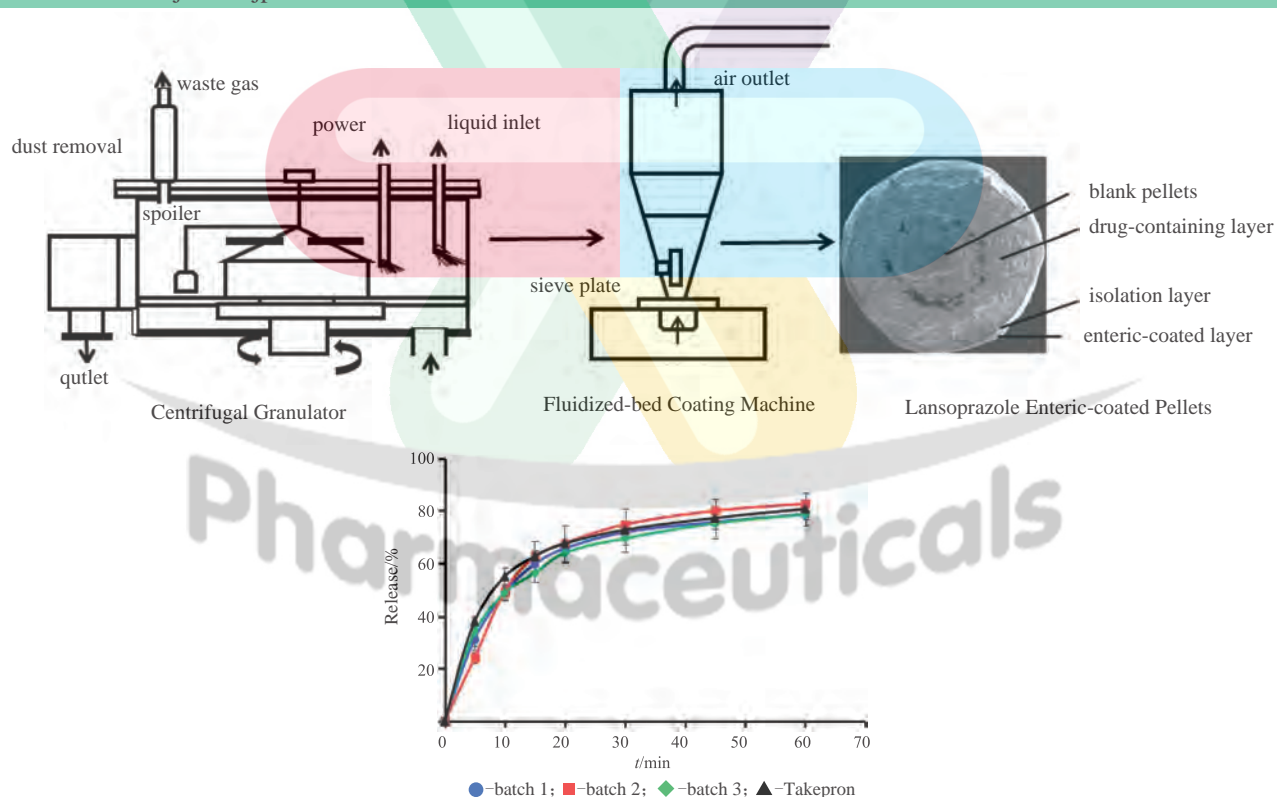 waste gas
air outlet
power
liquid inlet
dust removal
blank pellets
spoiler
drug-containing layer
sieve plate
isolation layer
enteric-coated layer
qutlet
Centrifugal Granulator
Fluidized-bed Coating Machine
Lansoprazole Enteric-coated Pellets
Pharmaceuticals
100
80
60
40
20
Release/%
0 10 20 30 40 50 60 70
t/min
-batch 1; -batch 2; -batch 3; -Takepron